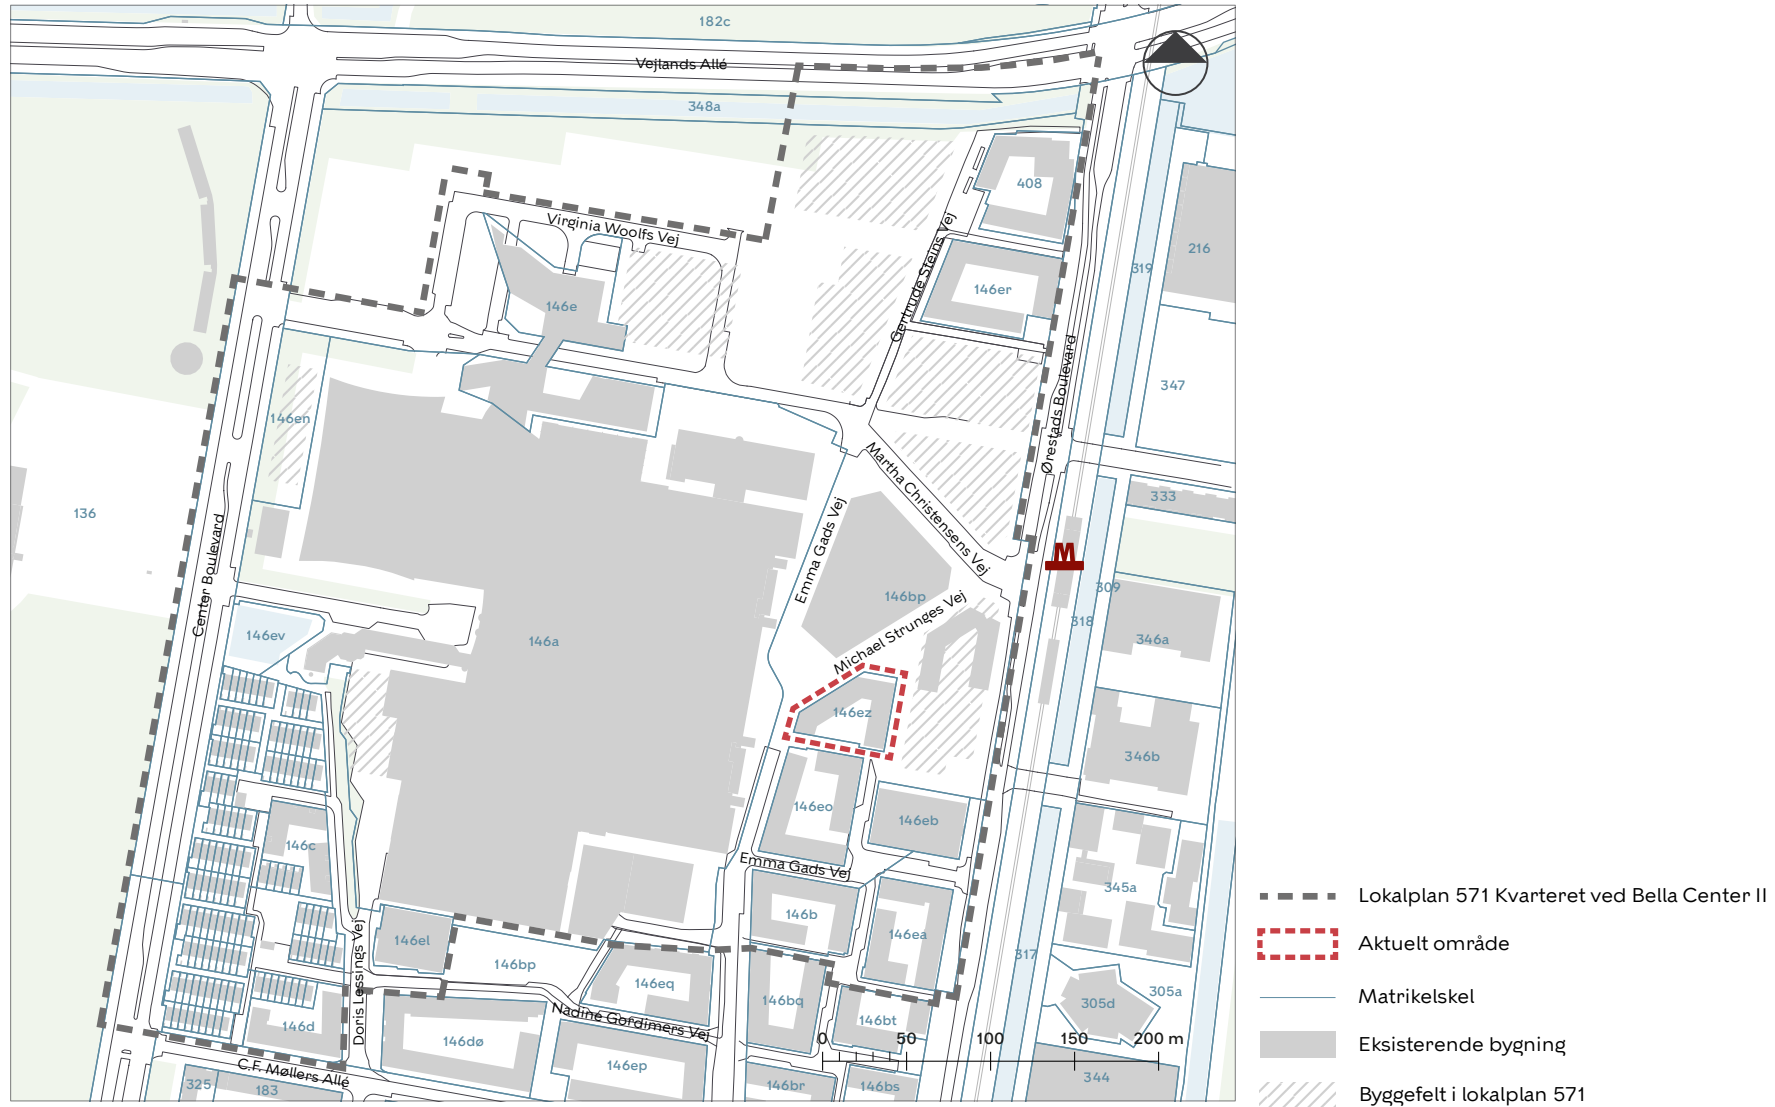 182c
Vejlands Allé
348a
408
Virginia Woolfs Vej
Gertrude Steins Vej
216
319
146er
146e
Ørestads Boulevard
347
146en
Martha Christensens Vej
333
136
Center Boulevard
Emma Gads Vej
M
309
146bp
318
146ev
146a
Michael Strunges Vej
346a
146ez
346b
146eo
146eb
146c
Emma Gads Vej
345a
146b
146el
146ea
Doris Lessings Vej
146bp
317
146eq
146bq
305a
305d
146bt
Nadine Gordimers Vej
146d
146dø
0 50 100 150 200 m
146ep
C.F. Møllers Allé
325
183
146br
146bs
344
Lokalplan 571 Kvarteret ved Bella Center II
Aktuelt område
Matrikelskel
Eksisterende bygning
Byggefelt i lokalplan 571